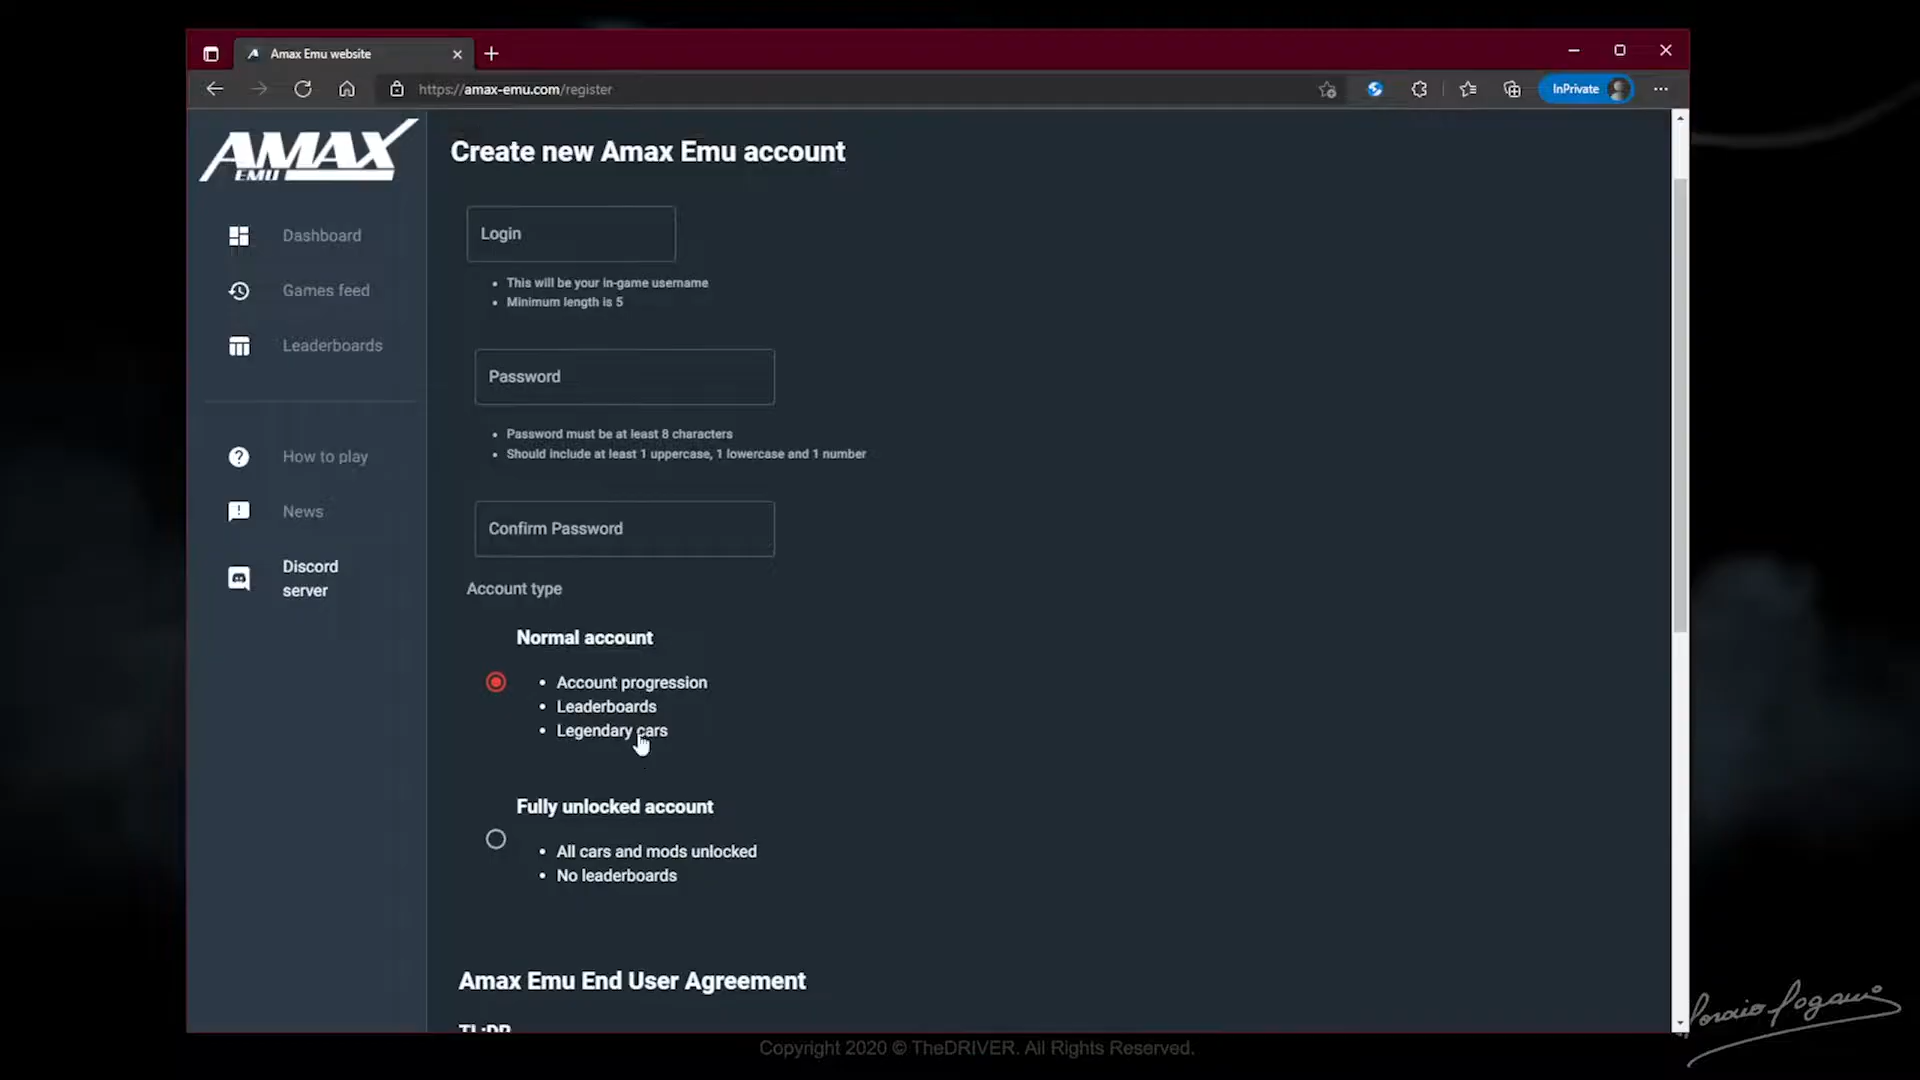 Amax Emu website
https://amax-emu.com/register
InPrivate
AMAX
EMU
Create new Amax Emu account
Dashboard
Games feed
Leaderboards
How to play
News
Discord
server
Login
This will be your in-game username
Minimum length is 5
Password
Password must be at least 8 characters
Should include at least 1 uppercase, 1 lowercase and 1 number
Confirm Password
Account type
Normal account
Account progression
Leaderboards
Legendary cars
Fully unlocked account
All cars and mods unlocked
No leaderboards
Amax Emu End User Agreement
TL;DR
Copyright 2020 © TheDRIVER. All Rights Reserved.